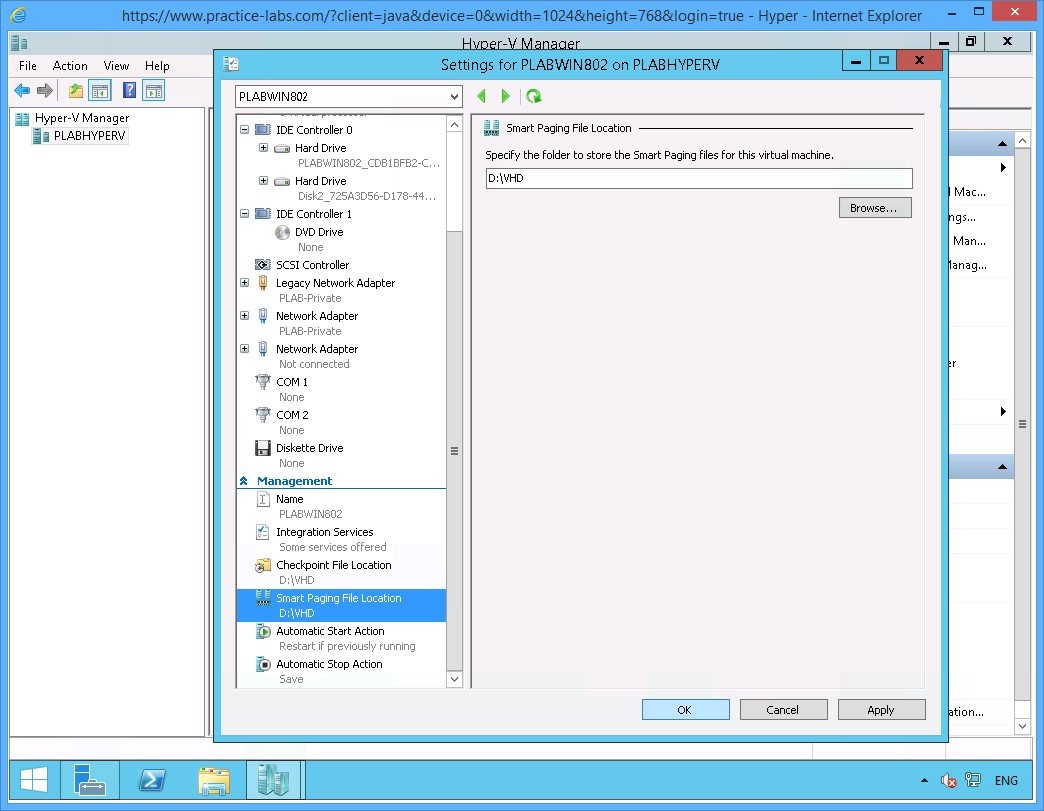 https://www.practice-labs.com/?client=java&device=0&width=1024&height=768&login=true - Hyper - Internet Explorer
Hyper-V Manager
File Action View Help
Settings for PLABWIN802 on PLABHYPERV
Hyper-V Manager
PLABHYPERV
PLABWIN802
IDE Controller 0
Hard Drive
PLABWIN802_CDB1BFB2-C...
Hard Drive
Disk2_725A3D56-D178-44...
IDE Controller 1
DVD Drive
None
SCSI Controller
Legacy Network Adapter
PLAB-Private
Network Adapter
PLAB-Private
Network Adapter
Not connected
COM 1
None
COM 2
None
Diskette Drive
None
Management
Name
PLABWIN802
Integration Services
Some services offered
Checkpoint File Location
D:\VHD
Smart Paging File Location
D:\VHD
Automatic Start Action
Restart if previously running
Automatic Stop Action
Save
Smart Paging File Location
Specify the folder to store the Smart Paging files for this virtual machine.
D:\VHD
Browse...
OK Cancel Apply
Mac...
ngs...
Man...
anag...
er
ation...
ENG